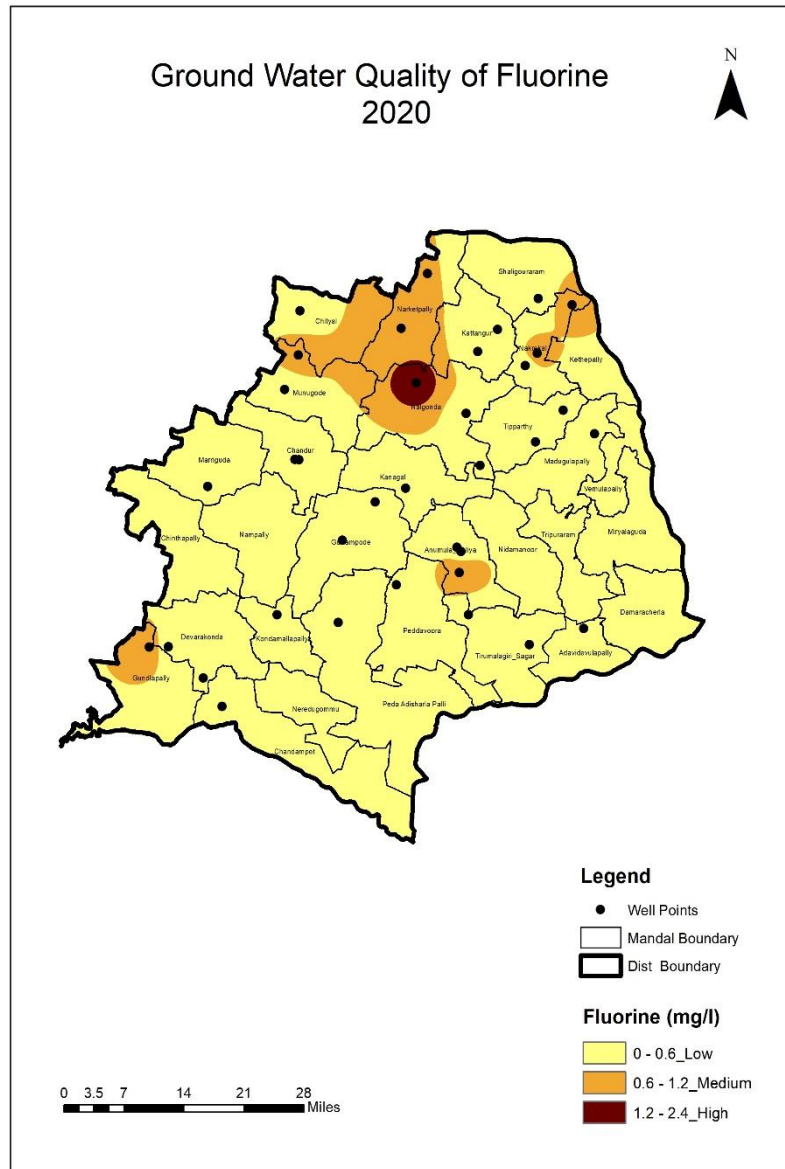 Ground Water Quality of Fluorine
2020
N
Shaligouraram
Narketpally
Chityal
Kattangur
Nakrekal
Kethepally
Munugode
Nalgonda
Tipparthy
Chandur
Marriguda
Kanagal
Madugulapally
Vemulapally
Chinthapally
Nampally
Tripuraram
Miryalaguda
Anumula
Nidamanoor
Damaracherla
Devarakonda
Kondamallapally
Peddavoora
Tirumalagiri_Sagar
Adavidevulapally
Gundlapally
Neredugommu
Peda Adisharla Palli
Chandampet
Legend
Well Points
Mandal Boundary
Dist Boundary
Fluorine (mg/l)
0 - 0.6_Low
0.6 - 1.2_Medium
1.2 - 2.4_High
0 3.5 7 14 21 28
Miles